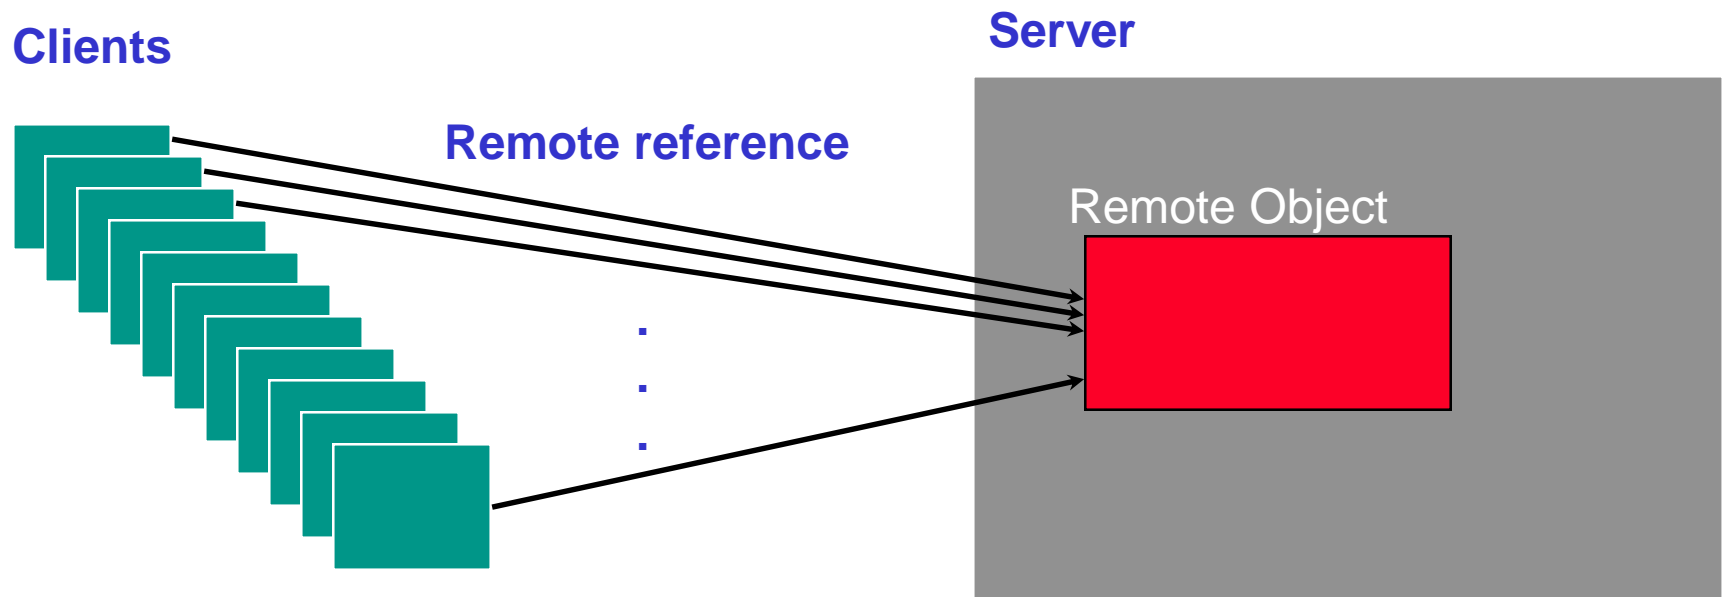 Clients
Server
Remote reference
Remote Object
.
.
.